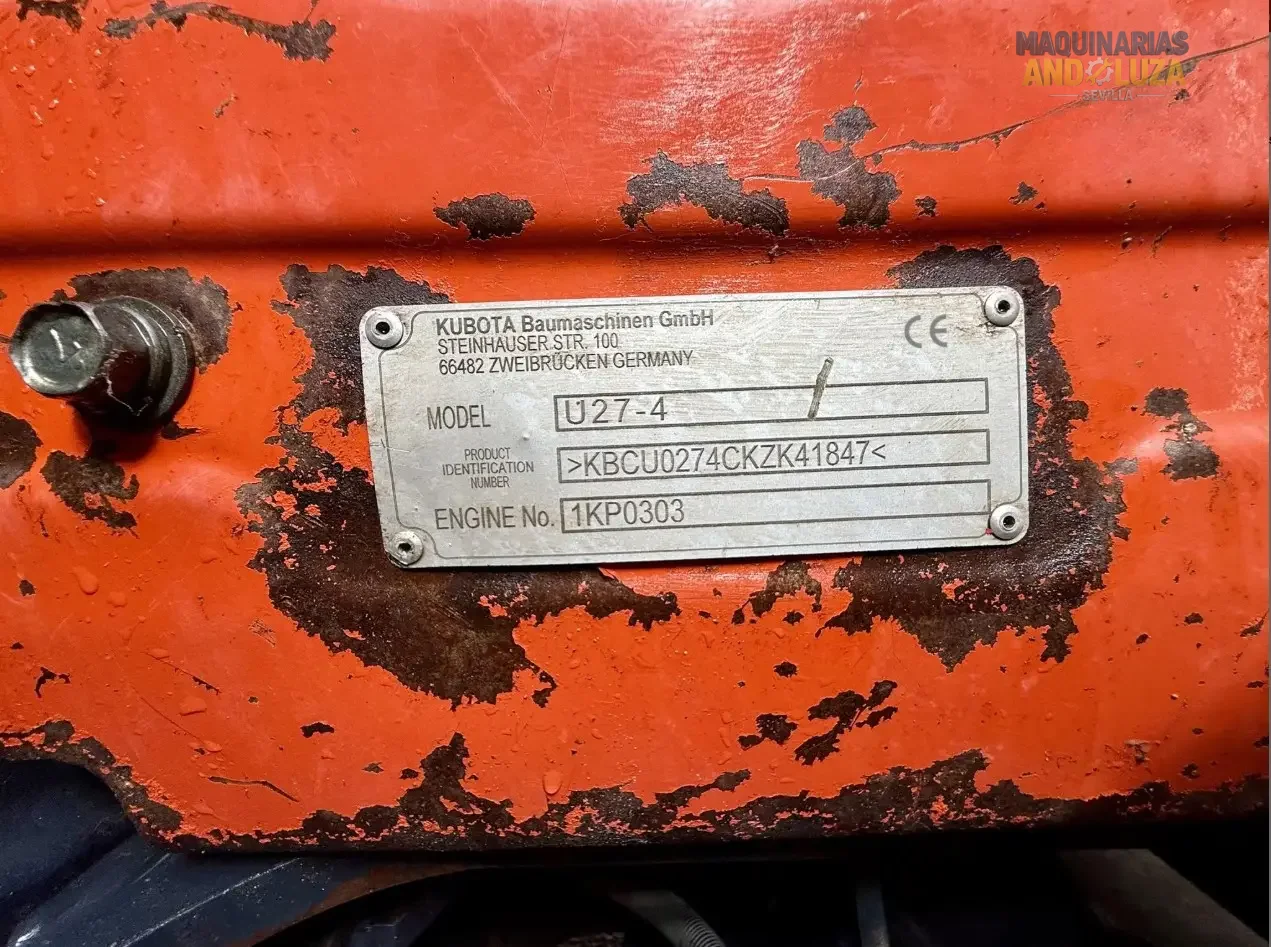 MAQUINARIAS
ANDALUZA
SEVILLA
KUBOTA Baumaschinen GmbH
STEINHAUSER STR. 100
66482 ZWEIBRÜCKEN GERMANY
CE
MODEL U27-4
PRODUCT IDENTIFICATION NUMBER >KBCU0274CKZK41847<
ENGINE No. 1KP0303